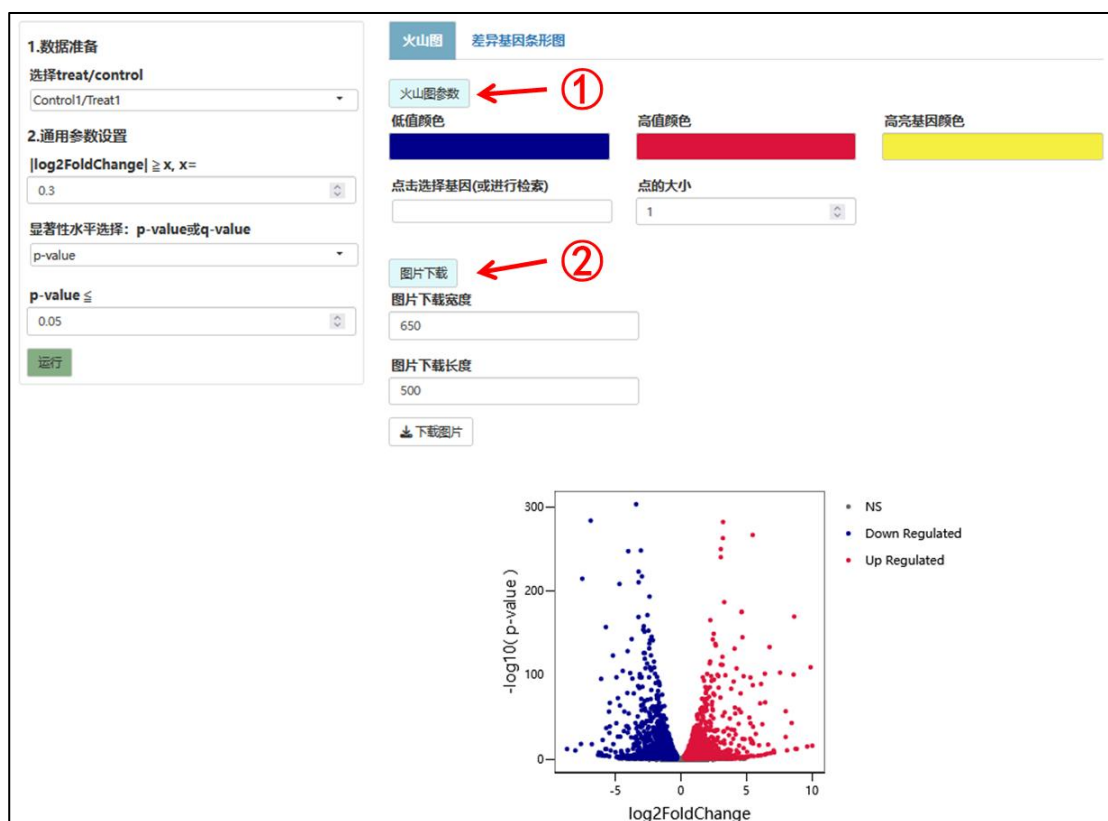 1.数据准备
选择treat/control
Control1/Treat1
2.通用参数设置
|log2FoldChange| ≧ x, x=
0.3
显著性水平选择：p-value或q-value
p-value
p-value ≦
0.05
运行
火山图 差异基因条形图
火山图参数 ①
低值颜色 高值颜色 高亮基因颜色
点击选择基因(或进行检索) 点的大小
1
图片下载 ②
图片下载宽度
650
图片下载长度
500
下载图片
300
200
100
0
-log10( p-value )
-5 0 5 10
log2FoldChange
NS
Down Regulated
Up Regulated